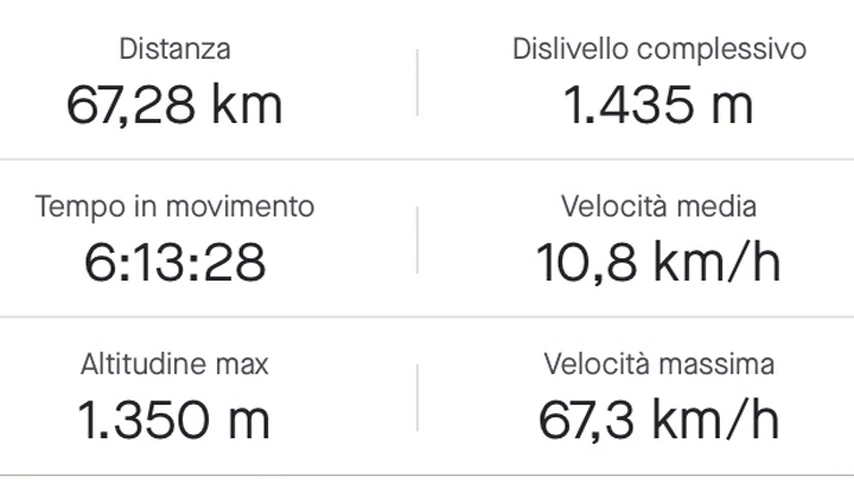 Distanza
67,28 km
Dislivello complessivo
1.435 m
Tempo in movimento
6:13:28
Velocità media
10,8 km/h
Altitudine max
1.350 m
Velocità massima
67,3 km/h